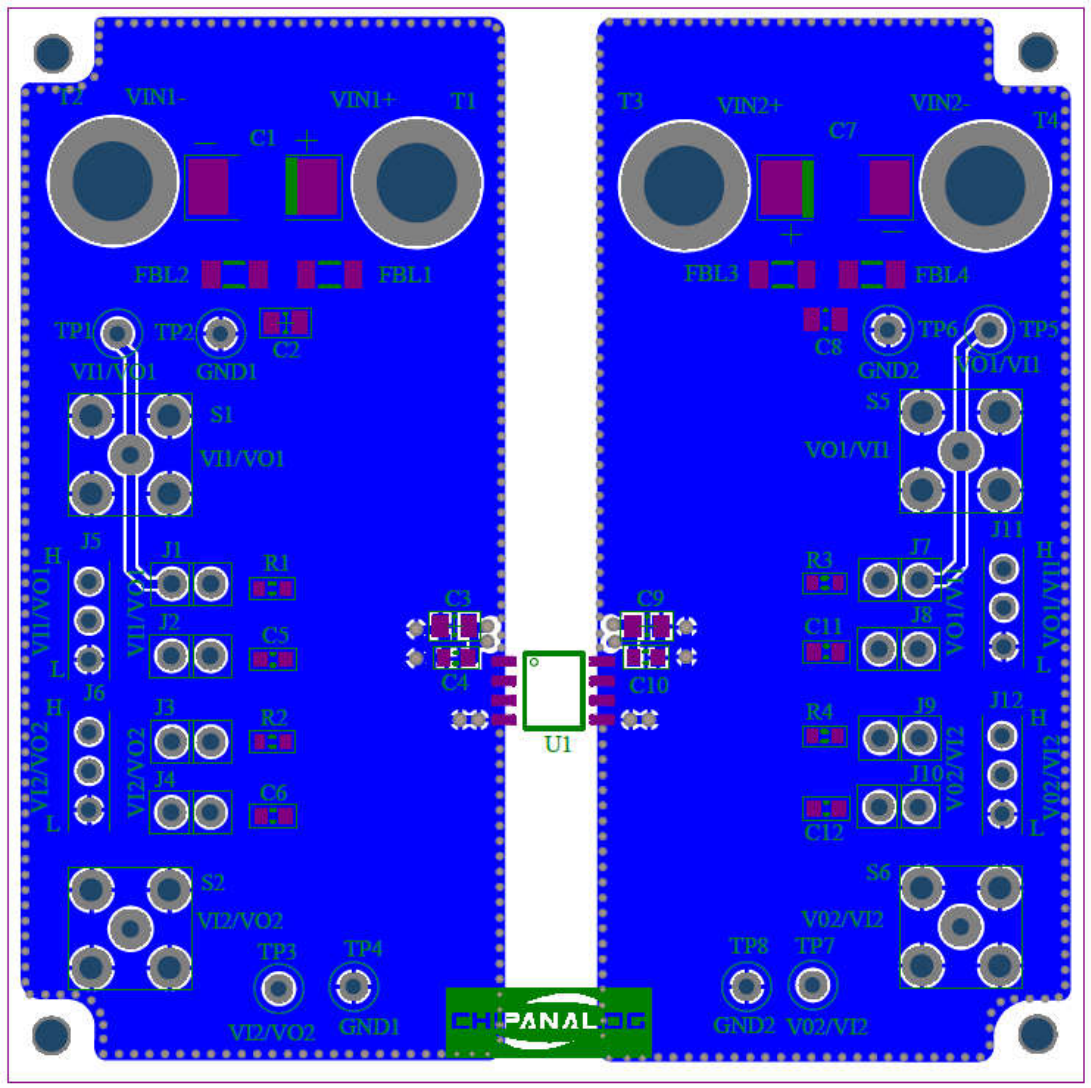 T2 VIN1- VIN1+ T1
T3 VIN2+ VIN2- T4
− C1 +
C7
+ −
FBL2 FBL1
FBL3 FBL4
TP1 TP2
TP6 TP5
C2
C8
VI1/VO1 GND1
GND2 VO1/VI1
S1
S5
VI1/VO1
VO1/VI1
J5
J11
H J1 R1
R3 J7 H
VI1/VO1
VI1/VO1
VO1/VI1
VO1/VI1
C3 C9
J2 C5
C11 J8
L
L
C4 C10
J6
J12
H J3 R2
R4 J9 H
U1
VI2/VO2
VI2/VO2
V02/VI2
V02/VI2
J4 C6
J10
L
C12 L
S2
S6
VI2/VO2
V02/VI2
TP3 TP4
TP8 TP7
VI2/VO2 GND1
CHIPANALOG
GND2 V02/VI2